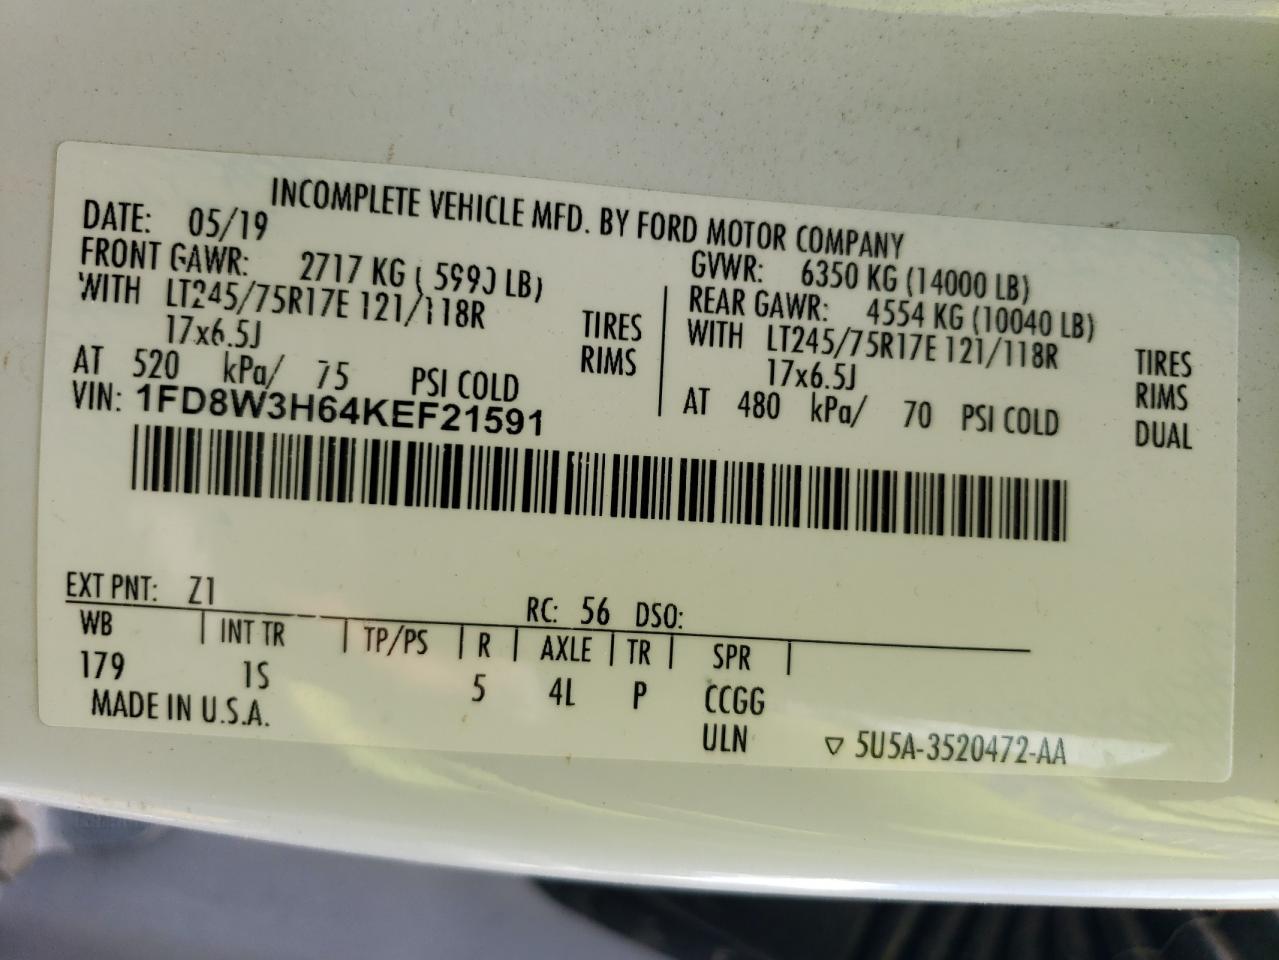 INCOMPLETE VEHICLE MFD. BY FORD MOTOR COMPANY
DATE: 05/19
GVWR: 6350 KG (14000 LB)
FRONT GAWR: 2717 KG ( 5990 LB)
REAR GAWR: 4554 KG (10040 LB)
WITH LT245/75R17E 121/118R TIRES
WITH LT245/75R17E 121/118R TIRES
17x6.5J RIMS
17x6.5J RIMS
AT 520 kPa/ 75 PSI COLD
AT 480 kPa/ 70 PSI COLD DUAL
VIN: 1FD8W3H64KEF21591
EXT PNT: Z1 RC: 56 DSO:
WB | INT TR | TP/PS | R | AXLE | TR | SPR |
179 1S 5 4L P CCGG
MADE IN U.S.A. ULN ▽ 5U5A-3520472-AA